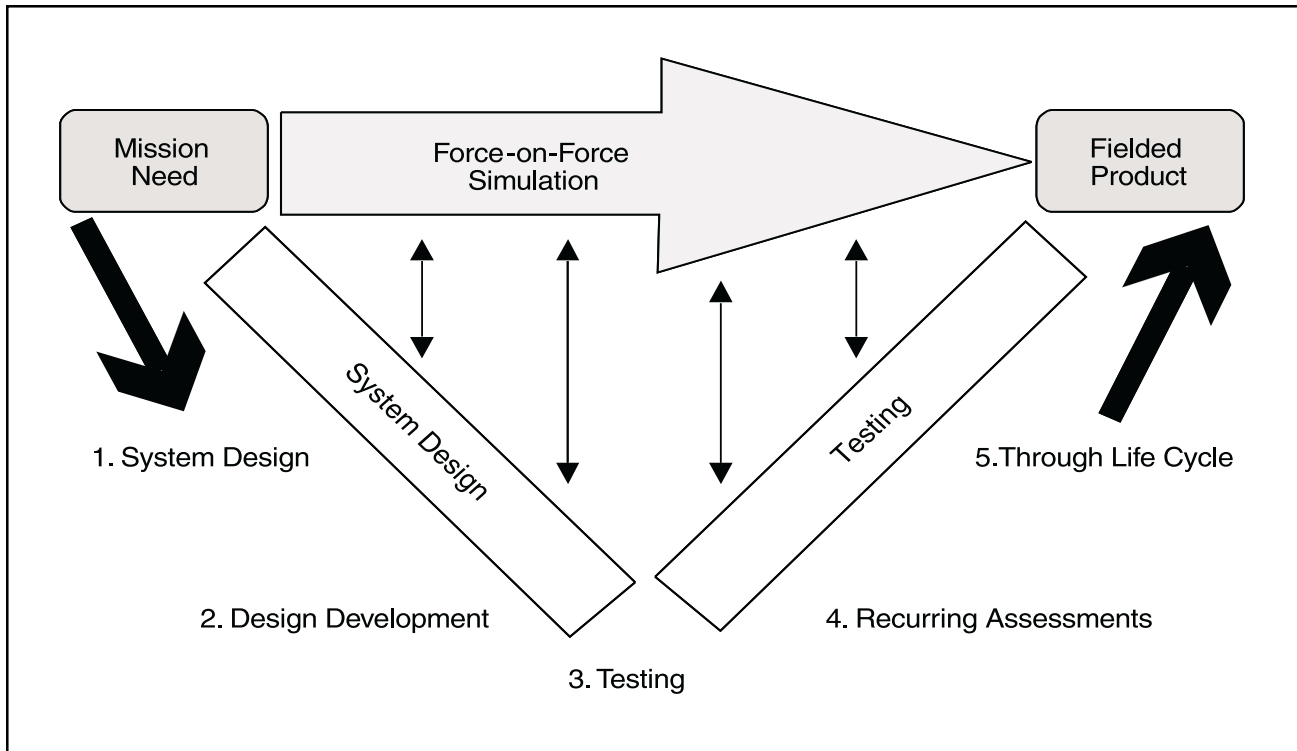 Mission
Need
Force-on-Force
Simulation
Fielded
Product
System Design
Testing
1. System Design
5.Through Life Cycle
2. Design Development
4. Recurring Assessments
3. Testing